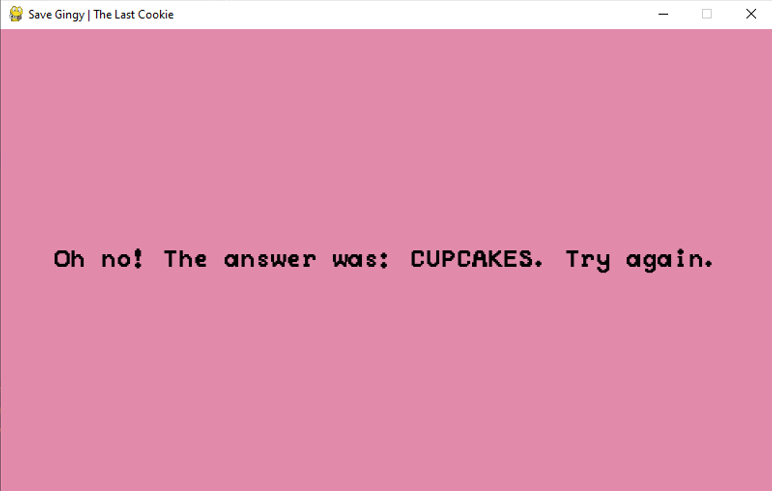 Save Gingy | The Last Cookie
Oh no! The answer was: CUPCAKES. Try again.